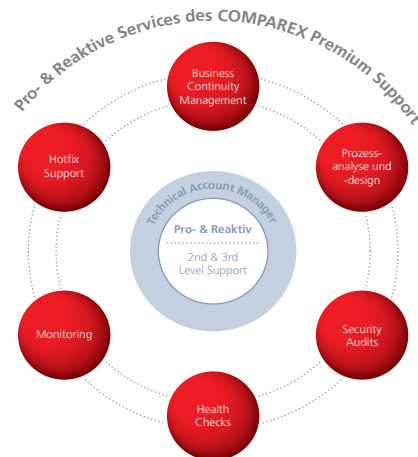 Pro- & Reaktive Services des COMPAREX Premium Support
Business
Continuity
Management
Hotfix
Support
Prozess-
analyse und
-design
Technical Account Manager
Pro- & Reaktiv
2nd & 3rd
Level Support
Monitoring
Security
Audits
Health
Checks